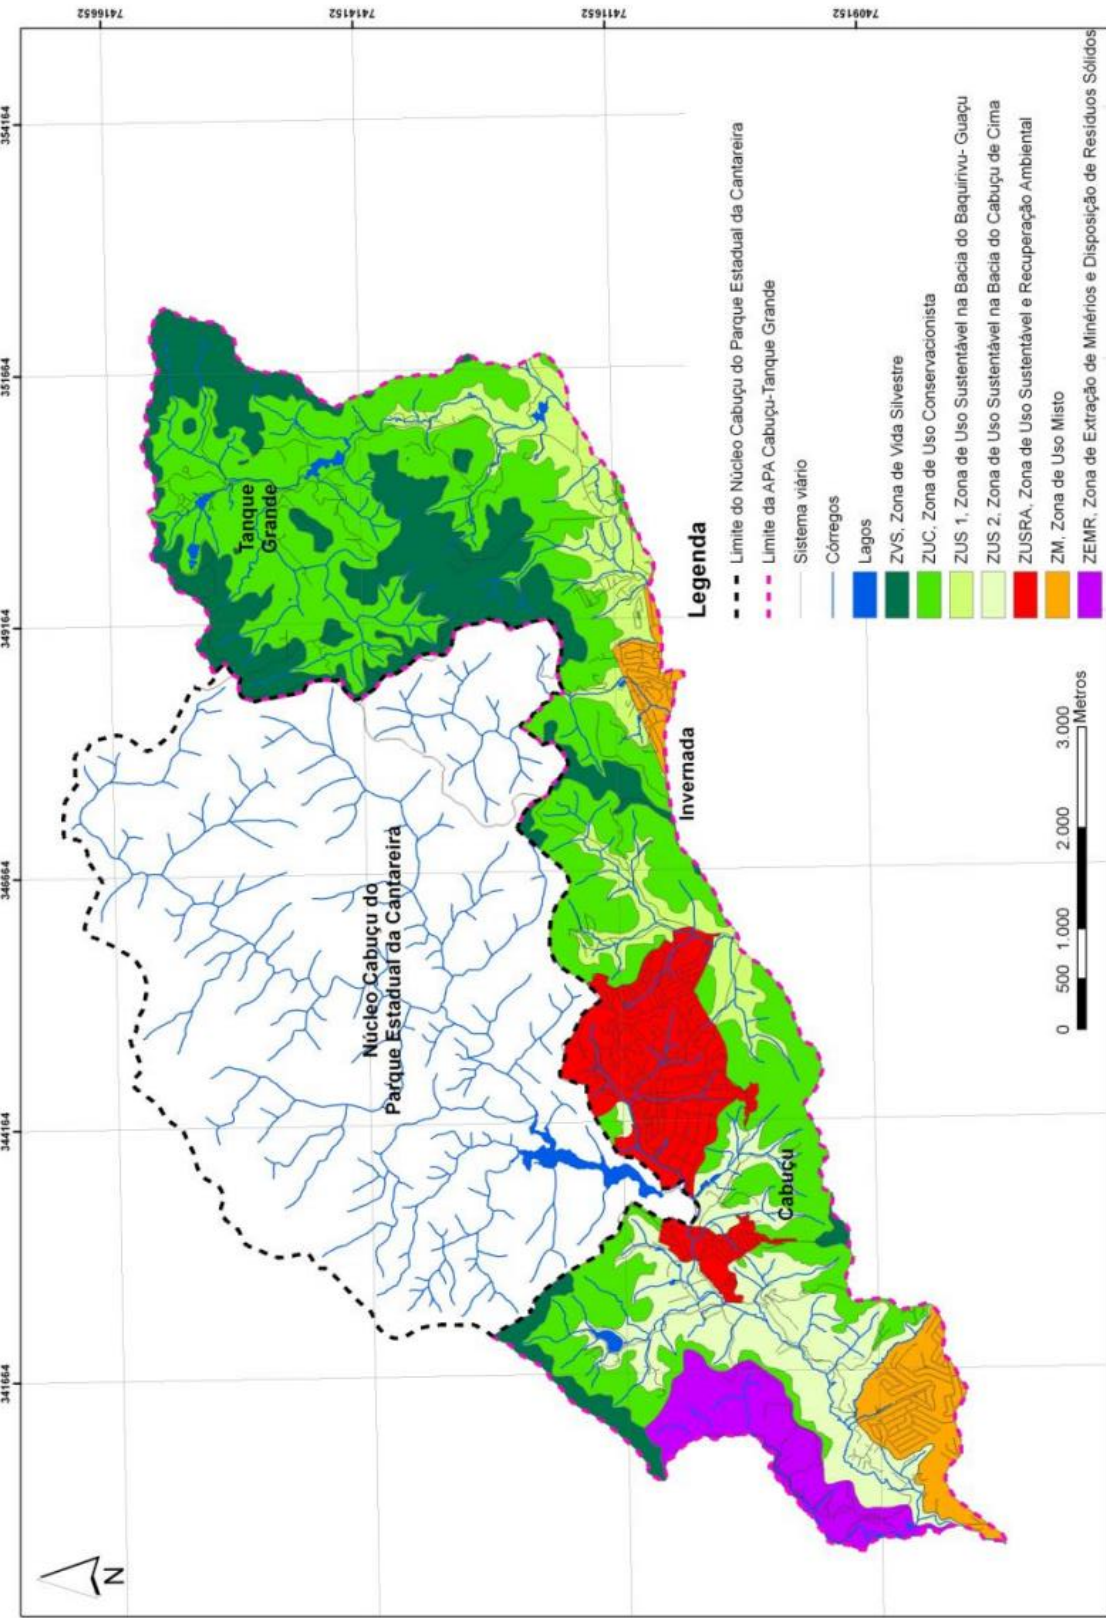 341664
344164
346664
349164
351664
354164
7416652
7414152
7411652
7409152
N
Tanque
Grande
Núcleo Cabuçu do
Parque Estadual da Cantareira
Invernada
Cabuçu
0 500 1.000 2.000 3.000
Metros
Legenda
Limite do Núcleo Cabuçu do Parque Estadual da Cantareira
Limite da APA Cabuçu-Tanque Grande
Sistema viário
Córregos
Lagos
ZVS, Zona de Vida Silvestre
ZUC, Zona de Uso Conservacionista
ZUS 1, Zona de Uso Sustentável na Bacia do Baquirivu- Guaçu
ZUS 2, Zona de Uso Sustentável na Bacia do Cabuçu de Cima
ZUSRA, Zona de Uso Sustentável e Recuperação Ambiental
ZM, Zona de Uso Misto
ZEMR, Zona de Extração de Minérios e Disposição de Resíduos Sólidos